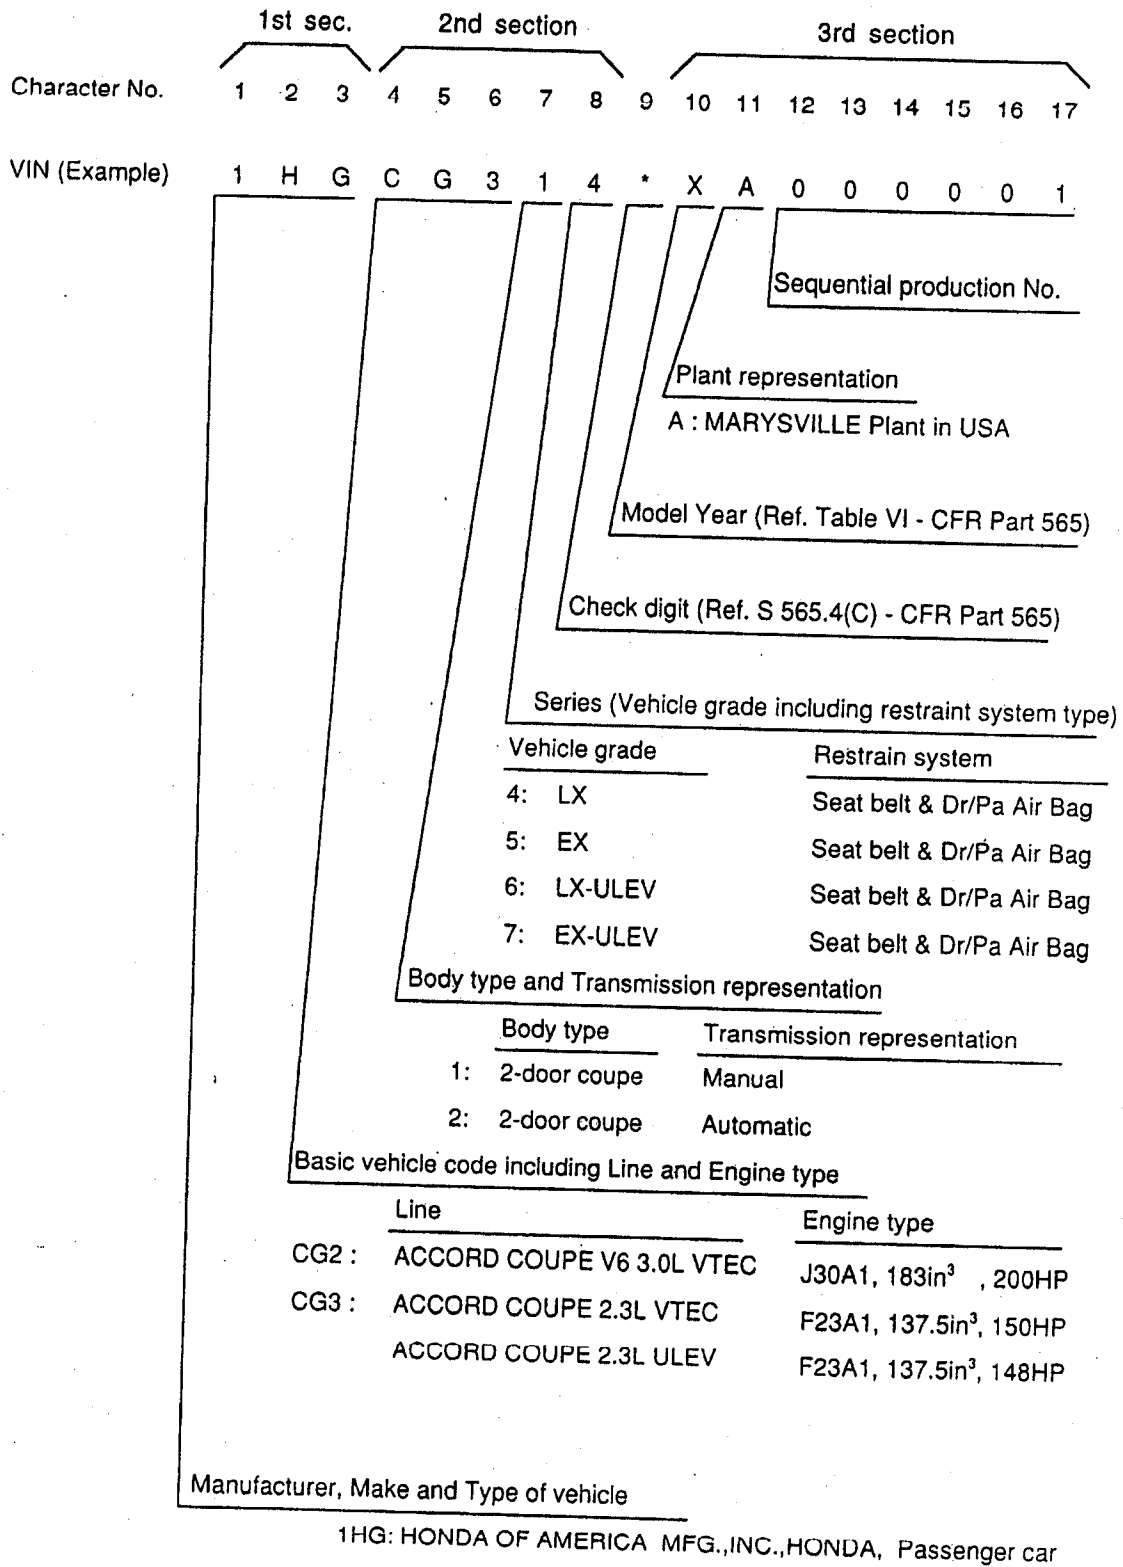 1st sec. 2nd section 3rd section
Character No. 1 2 3 4 5 6 7 8 9 10 11 12 13 14 15 16 17
VIN (Example) 1 H G C G 3 1 4 * X A 0 0 0 0 0 1
Sequential production No.
Plant representation
A : MARYSVILLE Plant in USA
Model Year (Ref. Table VI - CFR Part 565)
Check digit (Ref. S 565.4(C) - CFR Part 565)
Series (Vehicle grade including restraint system type)
Vehicle grade Restrain system
4: LX Seat belt & Dr/Pa Air Bag
5: EX Seat belt & Dr/Pa Air Bag
6: LX-ULEV Seat belt & Dr/Pa Air Bag
7: EX-ULEV Seat belt & Dr/Pa Air Bag
Body type and Transmission representation
Body type Transmission representation
1: 2-door coupe Manual
2: 2-door coupe Automatic
Basic vehicle code including Line and Engine type
Line Engine type
CG2 : ACCORD COUPE V6 3.0L VTEC J30A1, 183in³ , 200HP
CG3 : ACCORD COUPE 2.3L VTEC F23A1, 137.5in³, 150HP
ACCORD COUPE 2.3L ULEV F23A1, 137.5in³, 148HP
Manufacturer, Make and Type of vehicle
1HG: HONDA OF AMERICA MFG.,INC.,HONDA, Passenger car